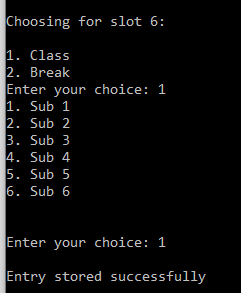 Choosing for slot 6:
1. Class
2. Break
Enter your choice: 1
1. Sub 1
2. Sub 2
3. Sub 3
4. Sub 4
5. Sub 5
6. Sub 6
Enter your choice: 1
Entry stored successfully